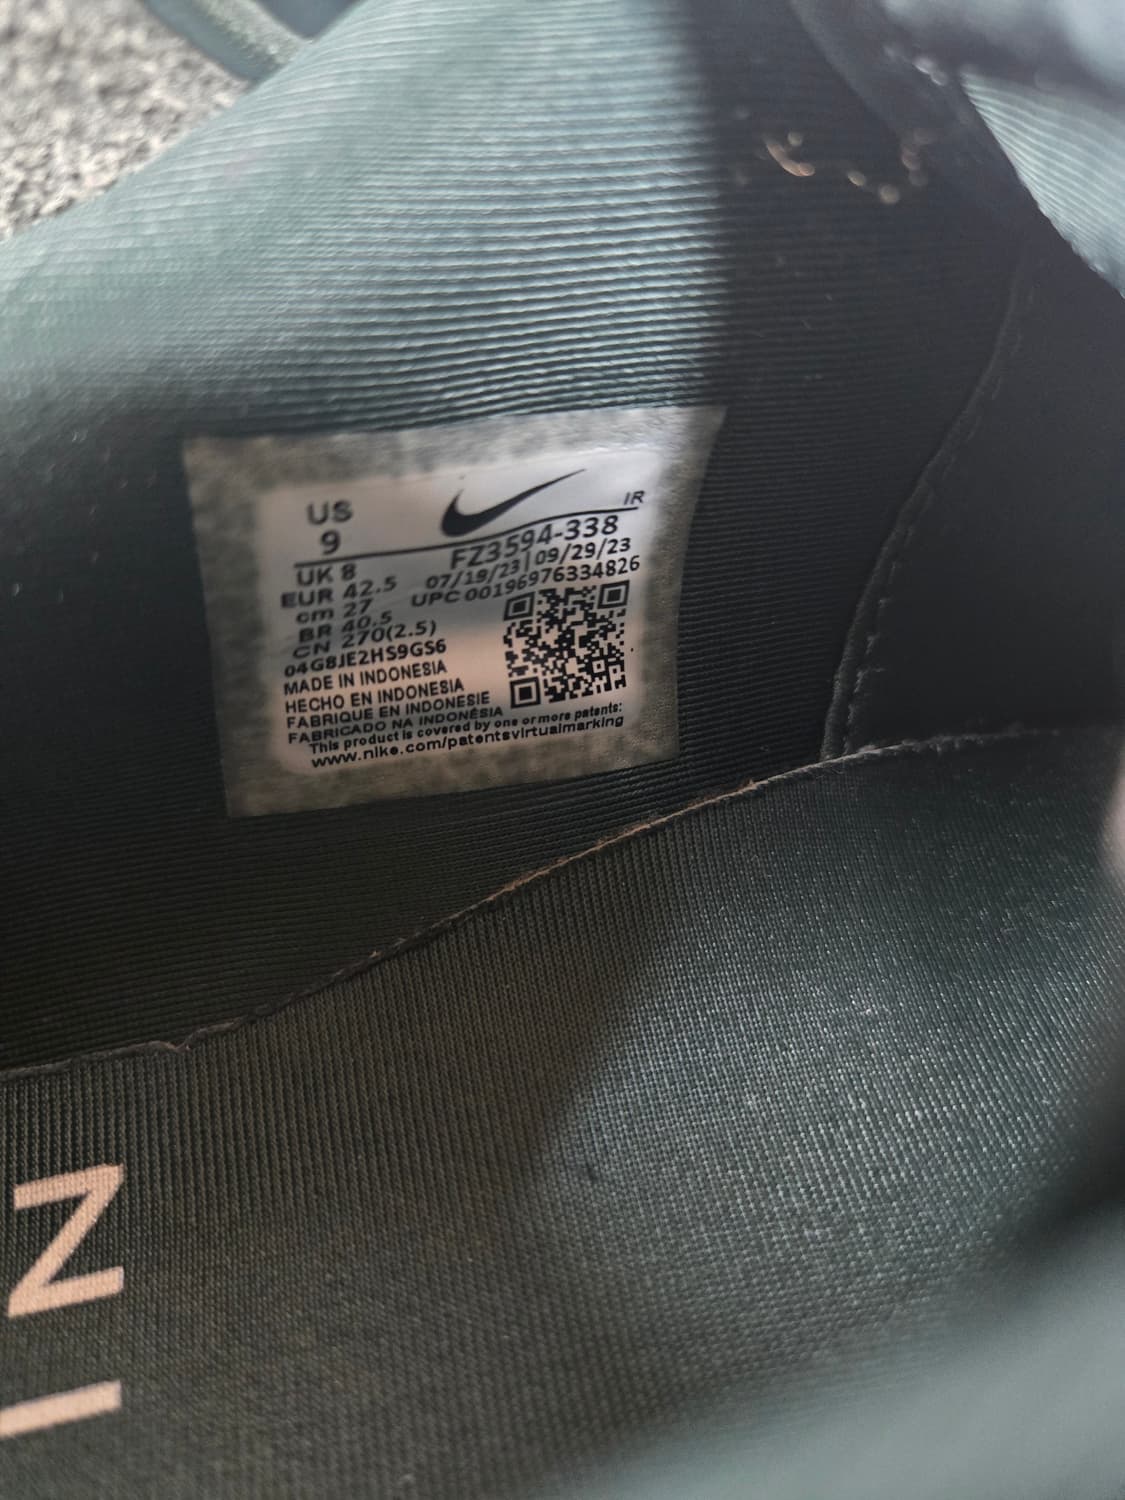 US
9
IR
FZ3594-338
07/19/23|09/29/23
UPC 00196976334826
UK 8
EUR 42.5
cm 27
BR 40.5
CN 270(2.5)
04G8JE2HS9GS6
MADE IN INDONESIA
HECHO EN INDONESIA
FABRIQUE EN INDONESIE
FABRICADO NA INDONÉSIA
This product is covered by one or more patents:
www.nike.com/patentsvirtualmarking
N
I